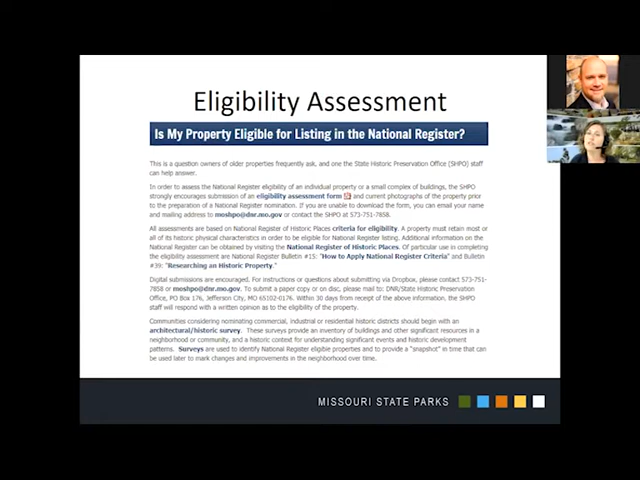 Eligibility Assessment
Is My Property Eligible for Listing in the National Register?
This is a question owners of older properties frequently ask, and one the State Historic Preservation Office (SHPO) staff
can help answer.
In order to assess the National Register eligibility of an individual property or a small complex of buildings, the SHPO
strongly encourages submission of an eligibility assessment form and current photographs of the property prior
to the preparation of a National Register nomination. If you are unable to download the form, you can email your name
and mailing address to moshpo@dnr.mo.gov or contact the SHPO at 573-751-7858.
All assessments are based on National Register of Historic Places criteria for eligibility. A property must retain most or
all of its historic physical characteristics in order to be eligible for National Register listing. Additional information on the
National Register can be obtained by visiting the National Register of Historic Places. Of particular use in completing
the eligibility assessment are National Register Bulletin #15: "How to Apply National Register Criteria" and Bulletin
#39: "Researching an Historic Property."
Digital submissions are encouraged. For instructions or questions about submitting via Dropbox, please contact 573-751-
7858 or moshpo@dnr.mo.gov. To submit a paper copy or on disc, please mail to: DNR/State Historic Preservation
Office, PO Box 176, Jefferson City, MO 65102-0176. Within 30 days from receipt of the above information, the SHPO
staff will respond with a written opinion as to the eligibility of the property.
Communities considering nominating commercial, industrial or residential historic districts should begin with an
architectural/historic survey. These surveys provide an inventory of buildings and other significant resources in a
neighborhood or community, and a historic context for understanding significant events and historic development
patterns. Surveys are used to identify National Register eligible properties and to provide a "snapshot" in time that can
be used later to mark changes and improvements in the neighborhood over time.
MISSOURI STATE PARKS